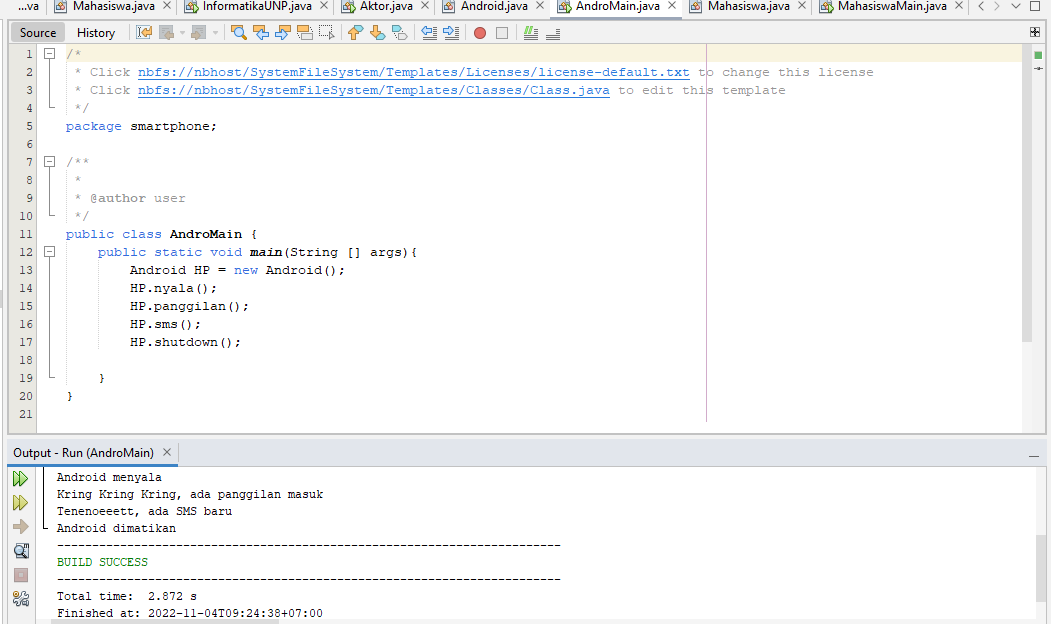 ...va Mahasiswa.java InformatikaUNP.java Aktor.java Android.java AndroMain.java Mahasiswa.java MahasiswaMain.java
Source History
1 /*
2 * Click nbfs://nbhost/SystemFileSystem/Templates/Licenses/license-default.txt to change this license
3 * Click nbfs://nbhost/SystemFileSystem/Templates/Classes/Class.java to edit this template
4 */
5 package smartphone;
6
7 /**
8 *
9 * @author user
10 */
11 public class AndroMain {
12 public static void main(String [] args){
13 Android HP = new Android();
14 HP.nyala();
15 HP.panggilan();
16 HP.sms();
17 HP.shutdown();
18
19 }
20 }
21
Output - Run (AndroMain)
Android menyala
Kring Kring Kring, ada panggilan masuk
Tenenoeeett, ada SMS baru
Android dimatikan
------------------------------------------------------------------------
BUILD SUCCESS
------------------------------------------------------------------------
Total time: 2.872 s
Finished at: 2022-11-04T09:24:38+07:00